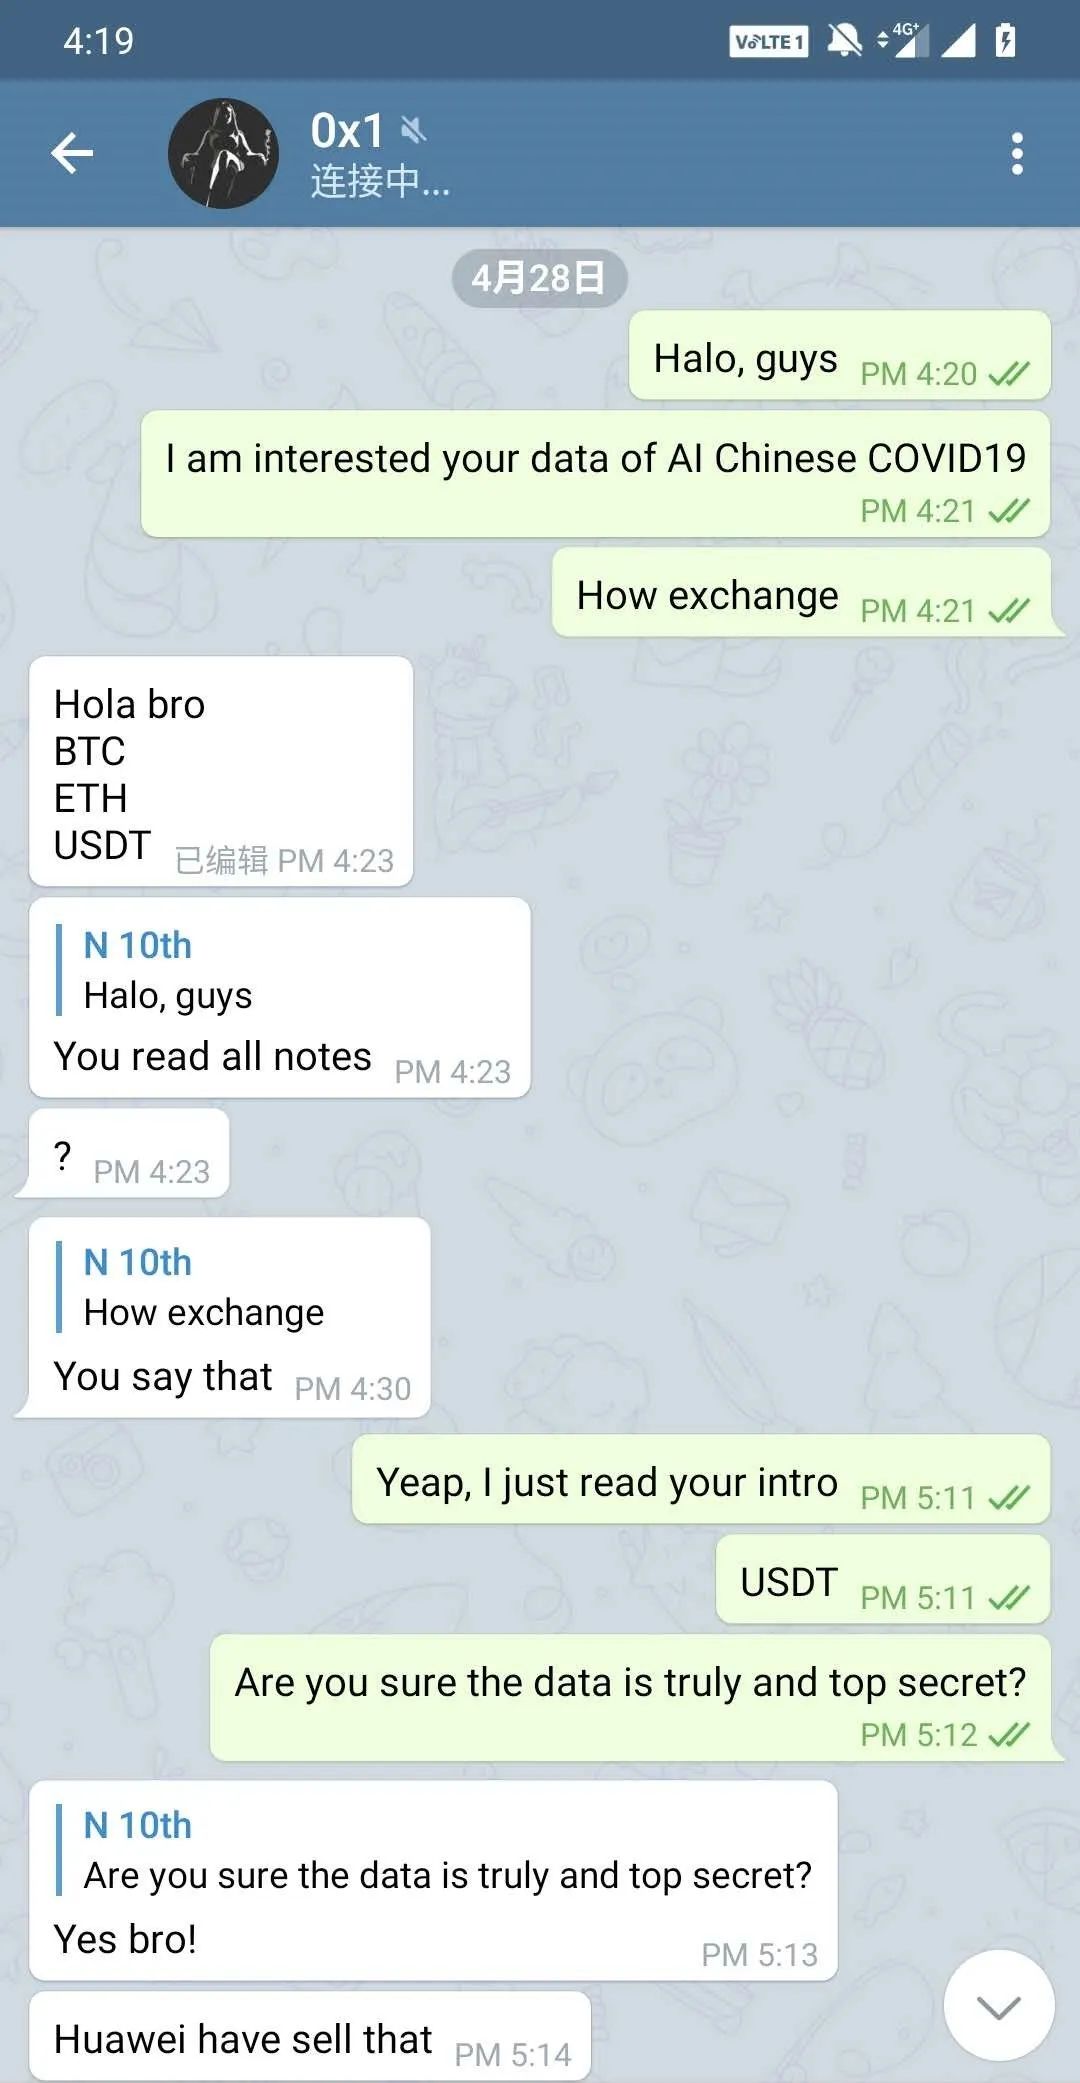 4:19
VoLTE 1
4G+
0x1
连接中...
4月28日
Halo, guys PM 4:20
I am interested your data of AI Chinese COVID19
PM 4:21
How exchange PM 4:21
Hola bro
BTC
ETH
USDT 已编辑 PM 4:23
N 10th
Halo, guys
You read all notes PM 4:23
? PM 4:23
N 10th
How exchange
You say that PM 4:30
Yeap, I just read your intro PM 5:11
USDT PM 5:11
Are you sure the data is truly and top secret?
PM 5:12
N 10th
Are you sure the data is truly and top secret?
Yes bro!
PM 5:13
Huawei have sell that PM 5:14